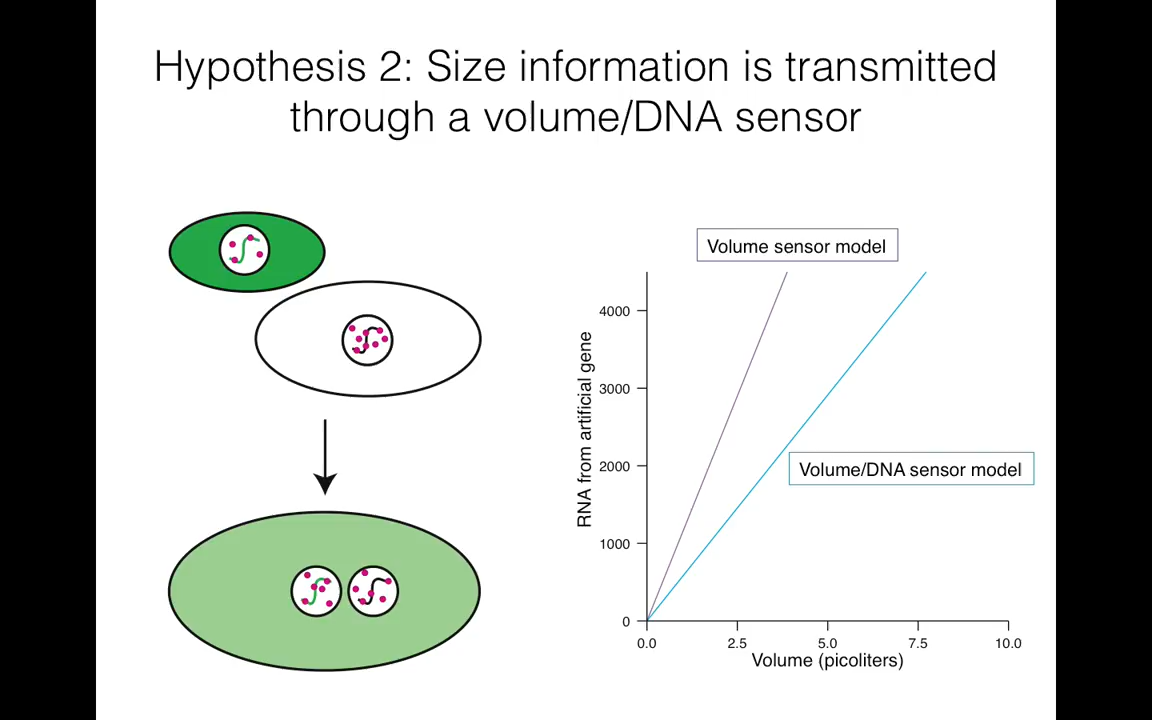 Hypothesis 2: Size information is transmitted
through a volume/DNA sensor
Volume sensor model
Volume/DNA sensor model
RNA from artificial gene
4000
3000
2000
1000
0
0.0
2.5
5.0
7.5
10.0
Volume (picoliters)